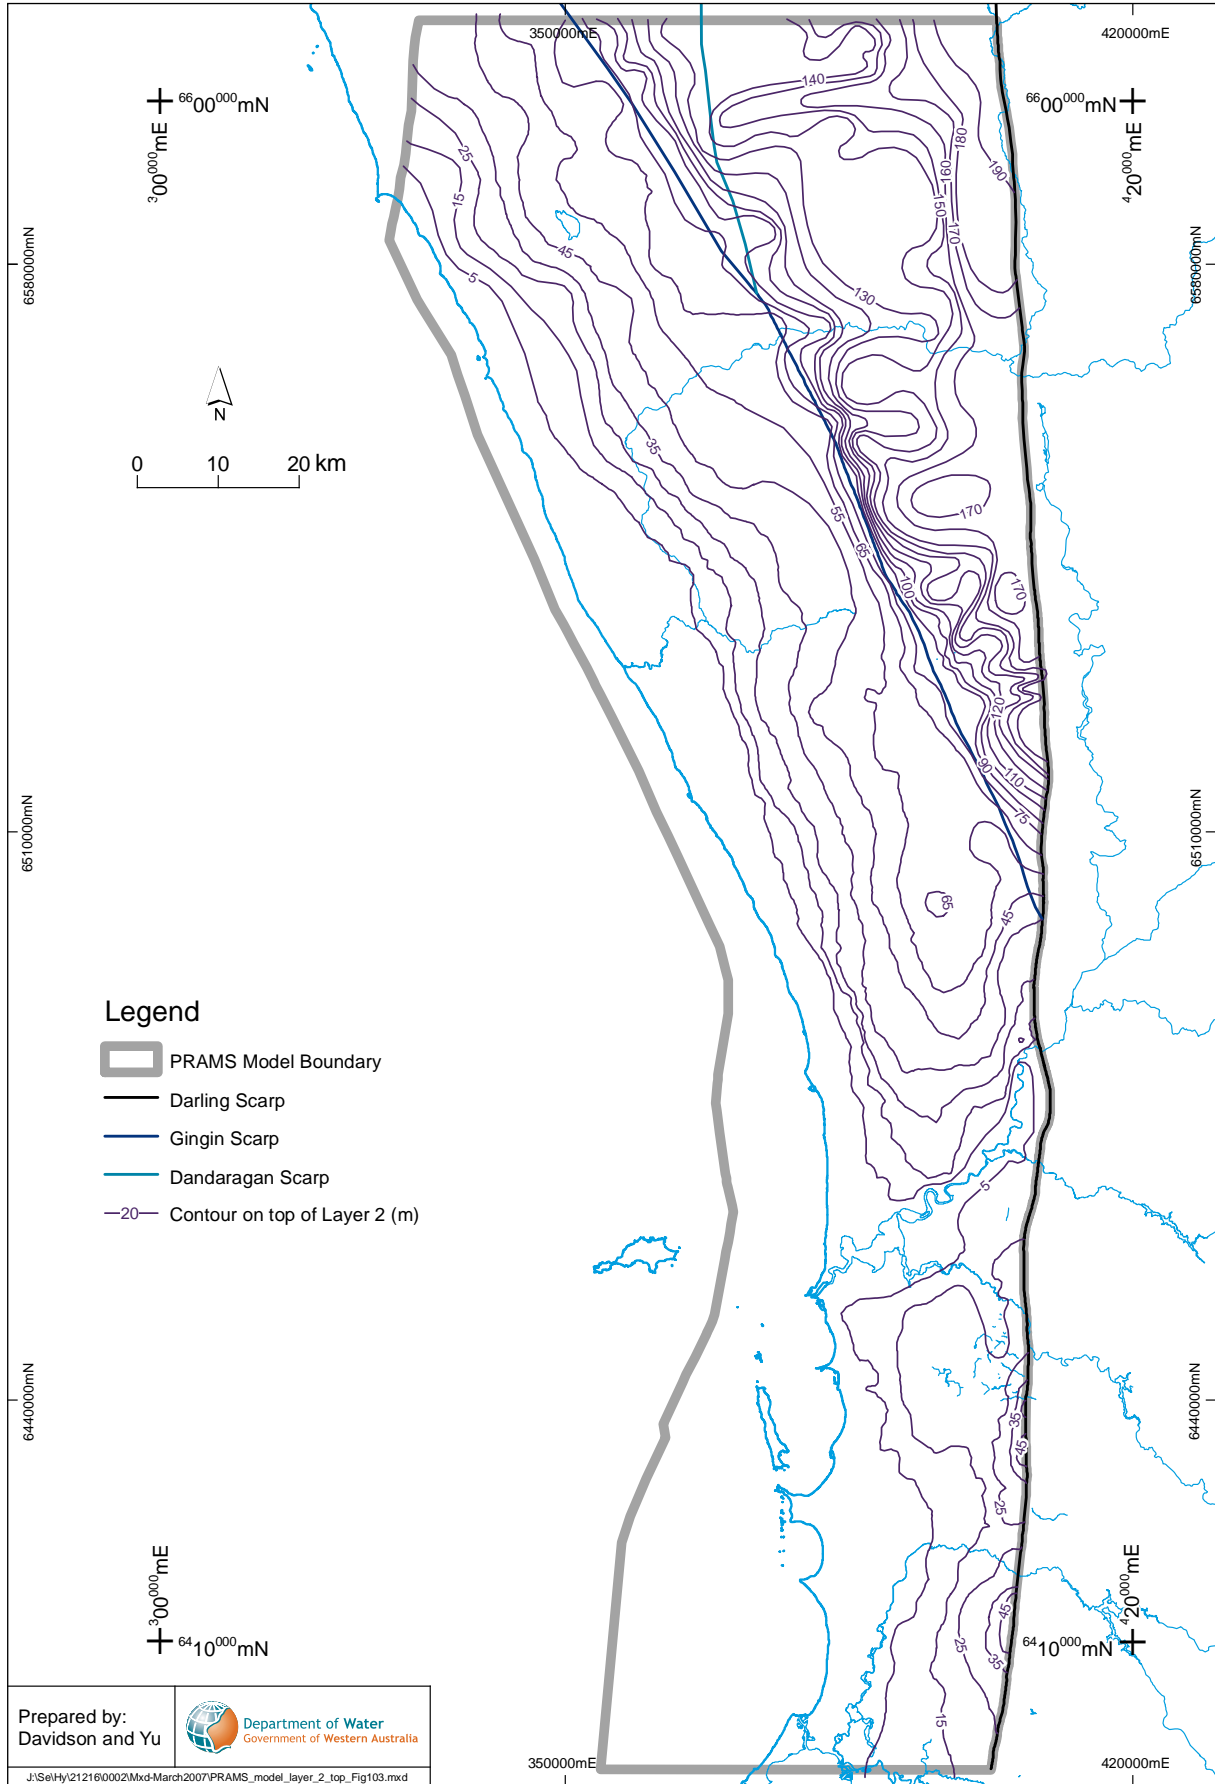 350000mE
420000mE
6600000mN
6600000mN
300000mE
420000mE
140
180
190
160
150
170
25
15
45
5
130
6580000mN
6580000mN
N
0 10 20 km
35
170
55
65
100
170
120
90
110
75
6510000mN
6510000mN
65
45
Legend
PRAMS Model Boundary
Darling Scarp
Gingin Scarp
Dandaragan Scarp
20 Contour on top of Layer 2 (m)
5
6440000mN
6440000mN
35
45
25
300000mE
420000mE
6410000mN
6410000mN
45
25
35
15
Prepared by:
Davidson and Yu
Department of Water
Government of Western Australia
350000mE
420000mE
J:\Se\Hy\21216\0002\Mxd-March2007\PRAMS_model_layer_2_top_Fig103.mxd